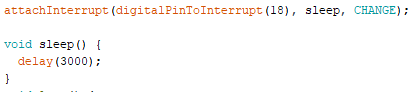 attachInterrupt(digitalPinToInterrupt(18), sleep, CHANGE);
void sleep() {
delay(3000);
}